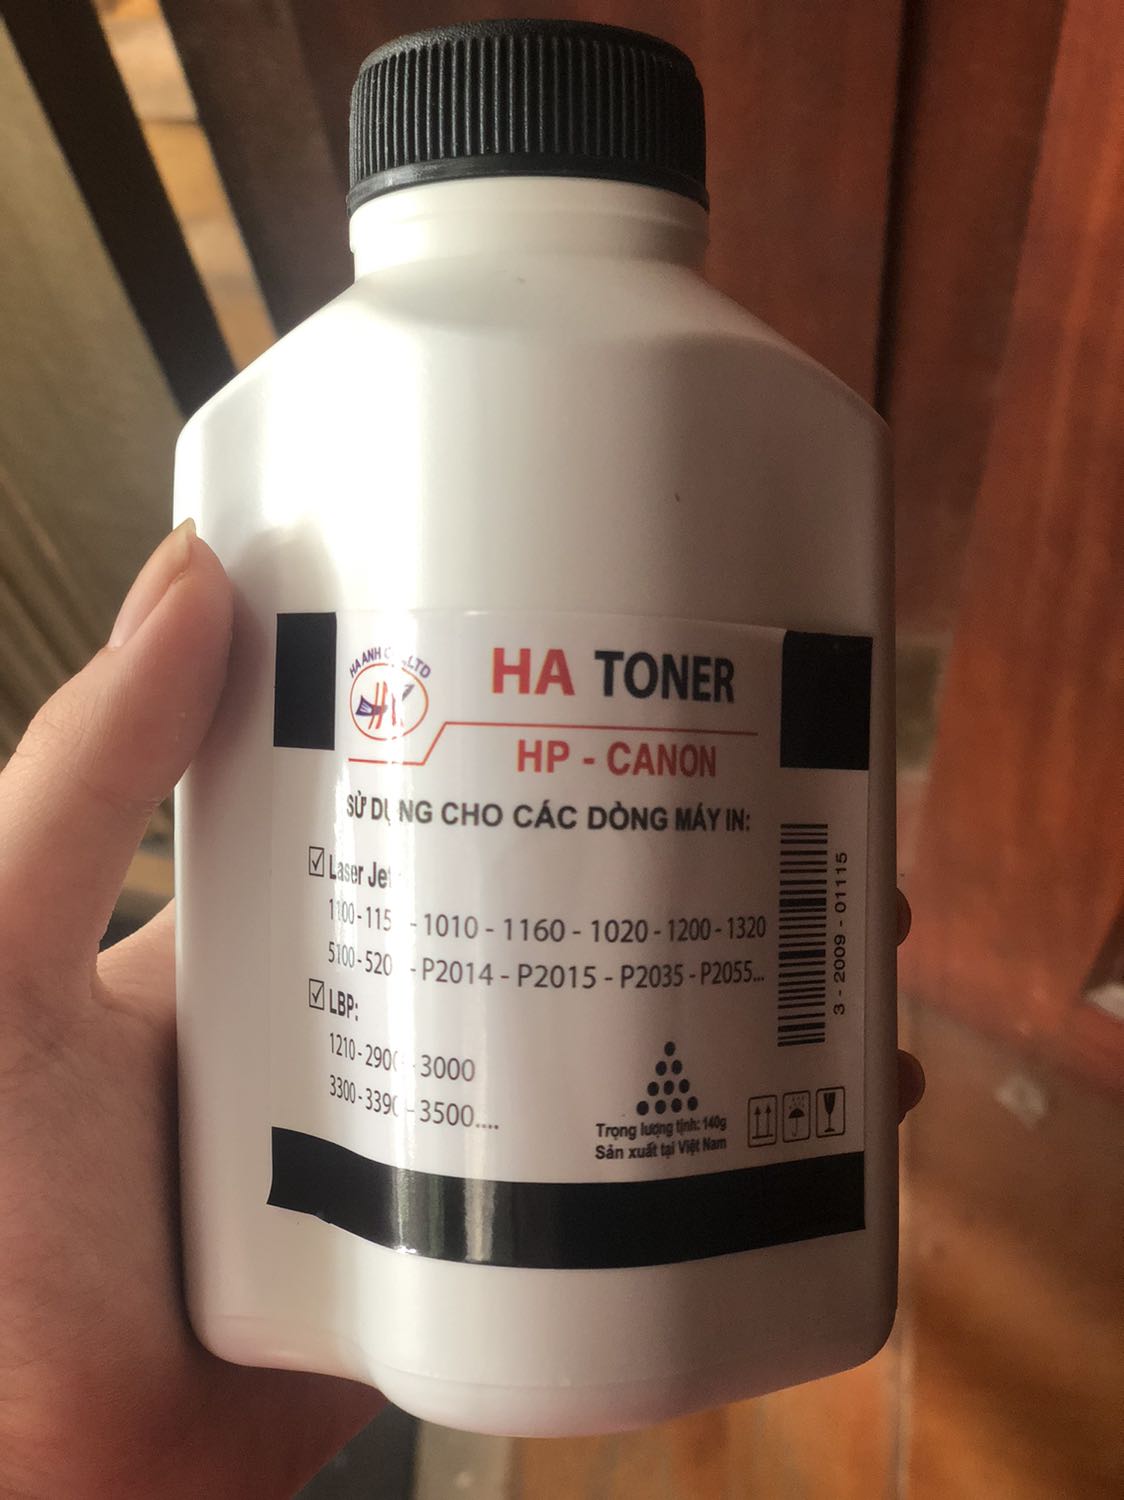 HA ANH
HA TONER
HP - CANON
SỬ DỤNG CHO CÁC DÒNG MÁY IN:
Laser Jet
- 1010 - 1160 - 1020 - 1200 - 1320
- P2014 - P2015 - P2035 - P2055...
LBP:
1210 - 2900 - 3000
3300 - 3390 - 3500....
Trọng lượng tịnh: 140g
Sản xuất tại Việt Nam
3 - 2009 - 01115